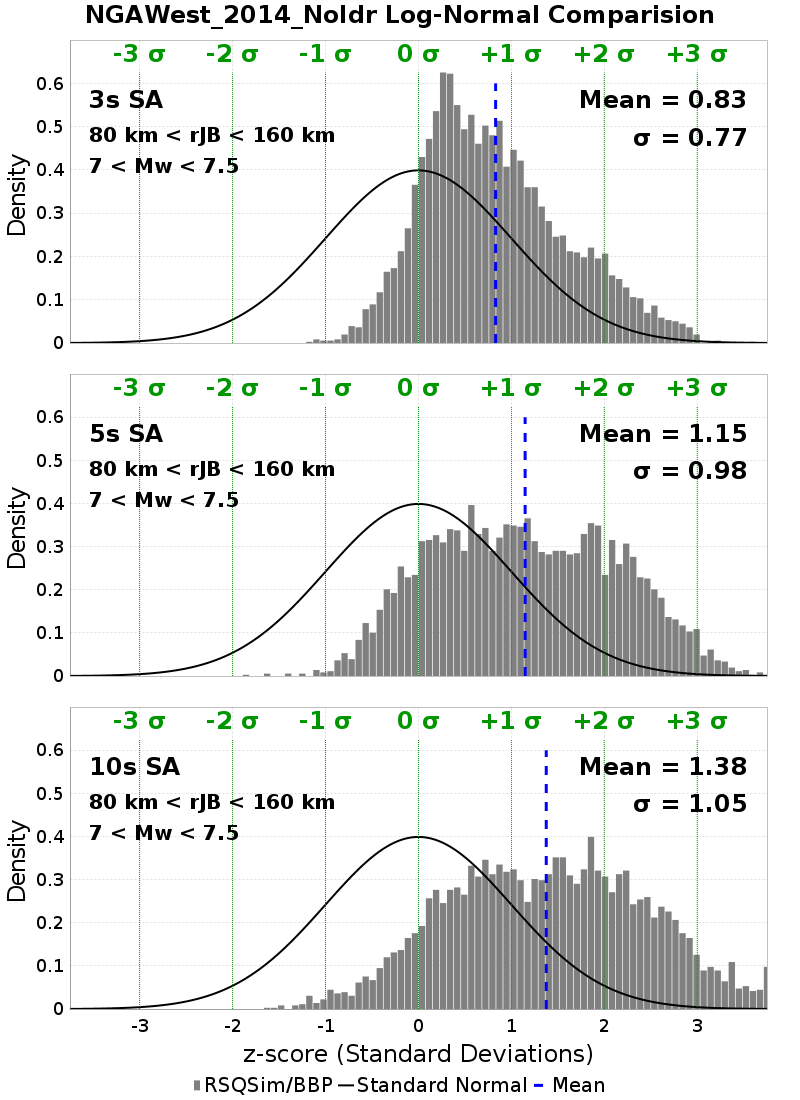 NGAWest_2014_NoIdr Log-Normal Comparision
-3 σ -2 σ -1 σ 0 σ +1 σ +2 σ +3 σ
3s SA
80 km < rJB < 160 km
7 < Mw < 7.5
Mean = 0.83
σ = 0.77
0.6
0.5
0.4
0.3
0.2
0.1
0
Density
-3 σ -2 σ -1 σ 0 σ +1 σ +2 σ +3 σ
5s SA
80 km < rJB < 160 km
7 < Mw < 7.5
Mean = 1.15
σ = 0.98
0.6
0.5
0.4
0.3
0.2
0.1
0
Density
-3 σ -2 σ -1 σ 0 σ +1 σ +2 σ +3 σ
10s SA
80 km < rJB < 160 km
7 < Mw < 7.5
Mean = 1.38
σ = 1.05
0.6
0.5
0.4
0.3
0.2
0.1
0
Density
-3 -2 -1 0 1 2 3
z-score (Standard Deviations)
RSQSim/BBP Standard Normal Mean